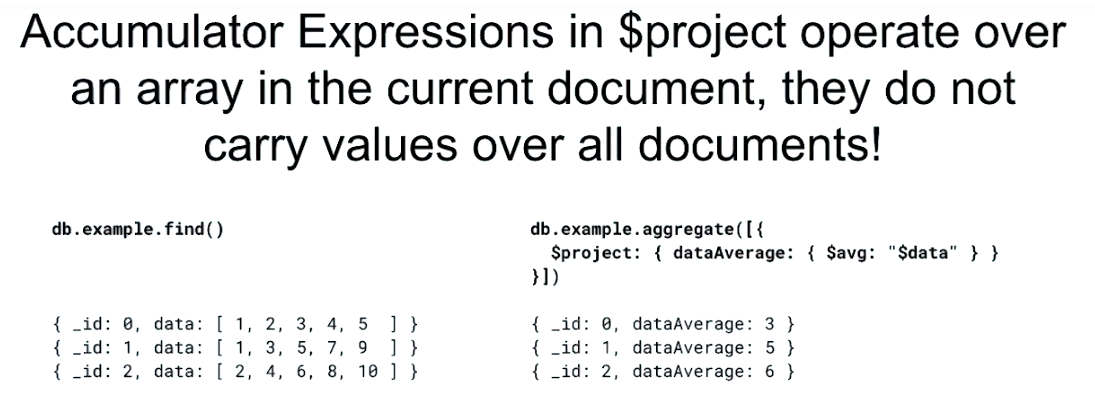 Accumulator Expressions in $project operate over
an array in the current document, they do not
carry values over all documents!
db.example.find()
{ _id: 0, data: [ 1, 2, 3, 4, 5 ] }
{ _id: 1, data: [ 1, 3, 5, 7, 9 ] }
{ _id: 2, data: [ 2, 4, 6, 8, 10 ] }
db.example.aggregate([{
$project: { dataAverage: { $avg: "$data" } }
}])
{ _id: 0, dataAverage: 3 }
{ _id: 1, dataAverage: 5 }
{ _id: 2, dataAverage: 6 }